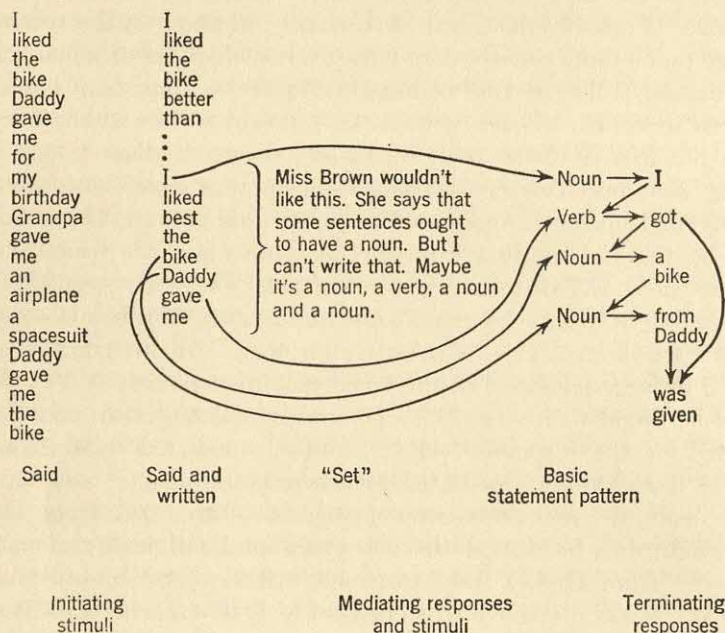 I
liked
the
bike
Daddy
gave
me
for
my
birthday
Grandpa
gave
me
an
airplane
spacesuit
Daddy
gave
me
the
bike
Said
I
liked
the
bike
better
than
I
liked
best
the
bike
Daddy
gave
me
Said and
written
Miss Brown wouldn't
like this. She says that
some sentences ought
to have a noun. But I
can't write that. Maybe
it's a noun, a verb, a noun
and a noun.
"Set"
Noun I
Verb got
Noun a
bike
Noun from
Daddy
was
given
Basic
statement pattern
Initiating
stimuli
Mediating responses
and stimuli
Terminating
responses